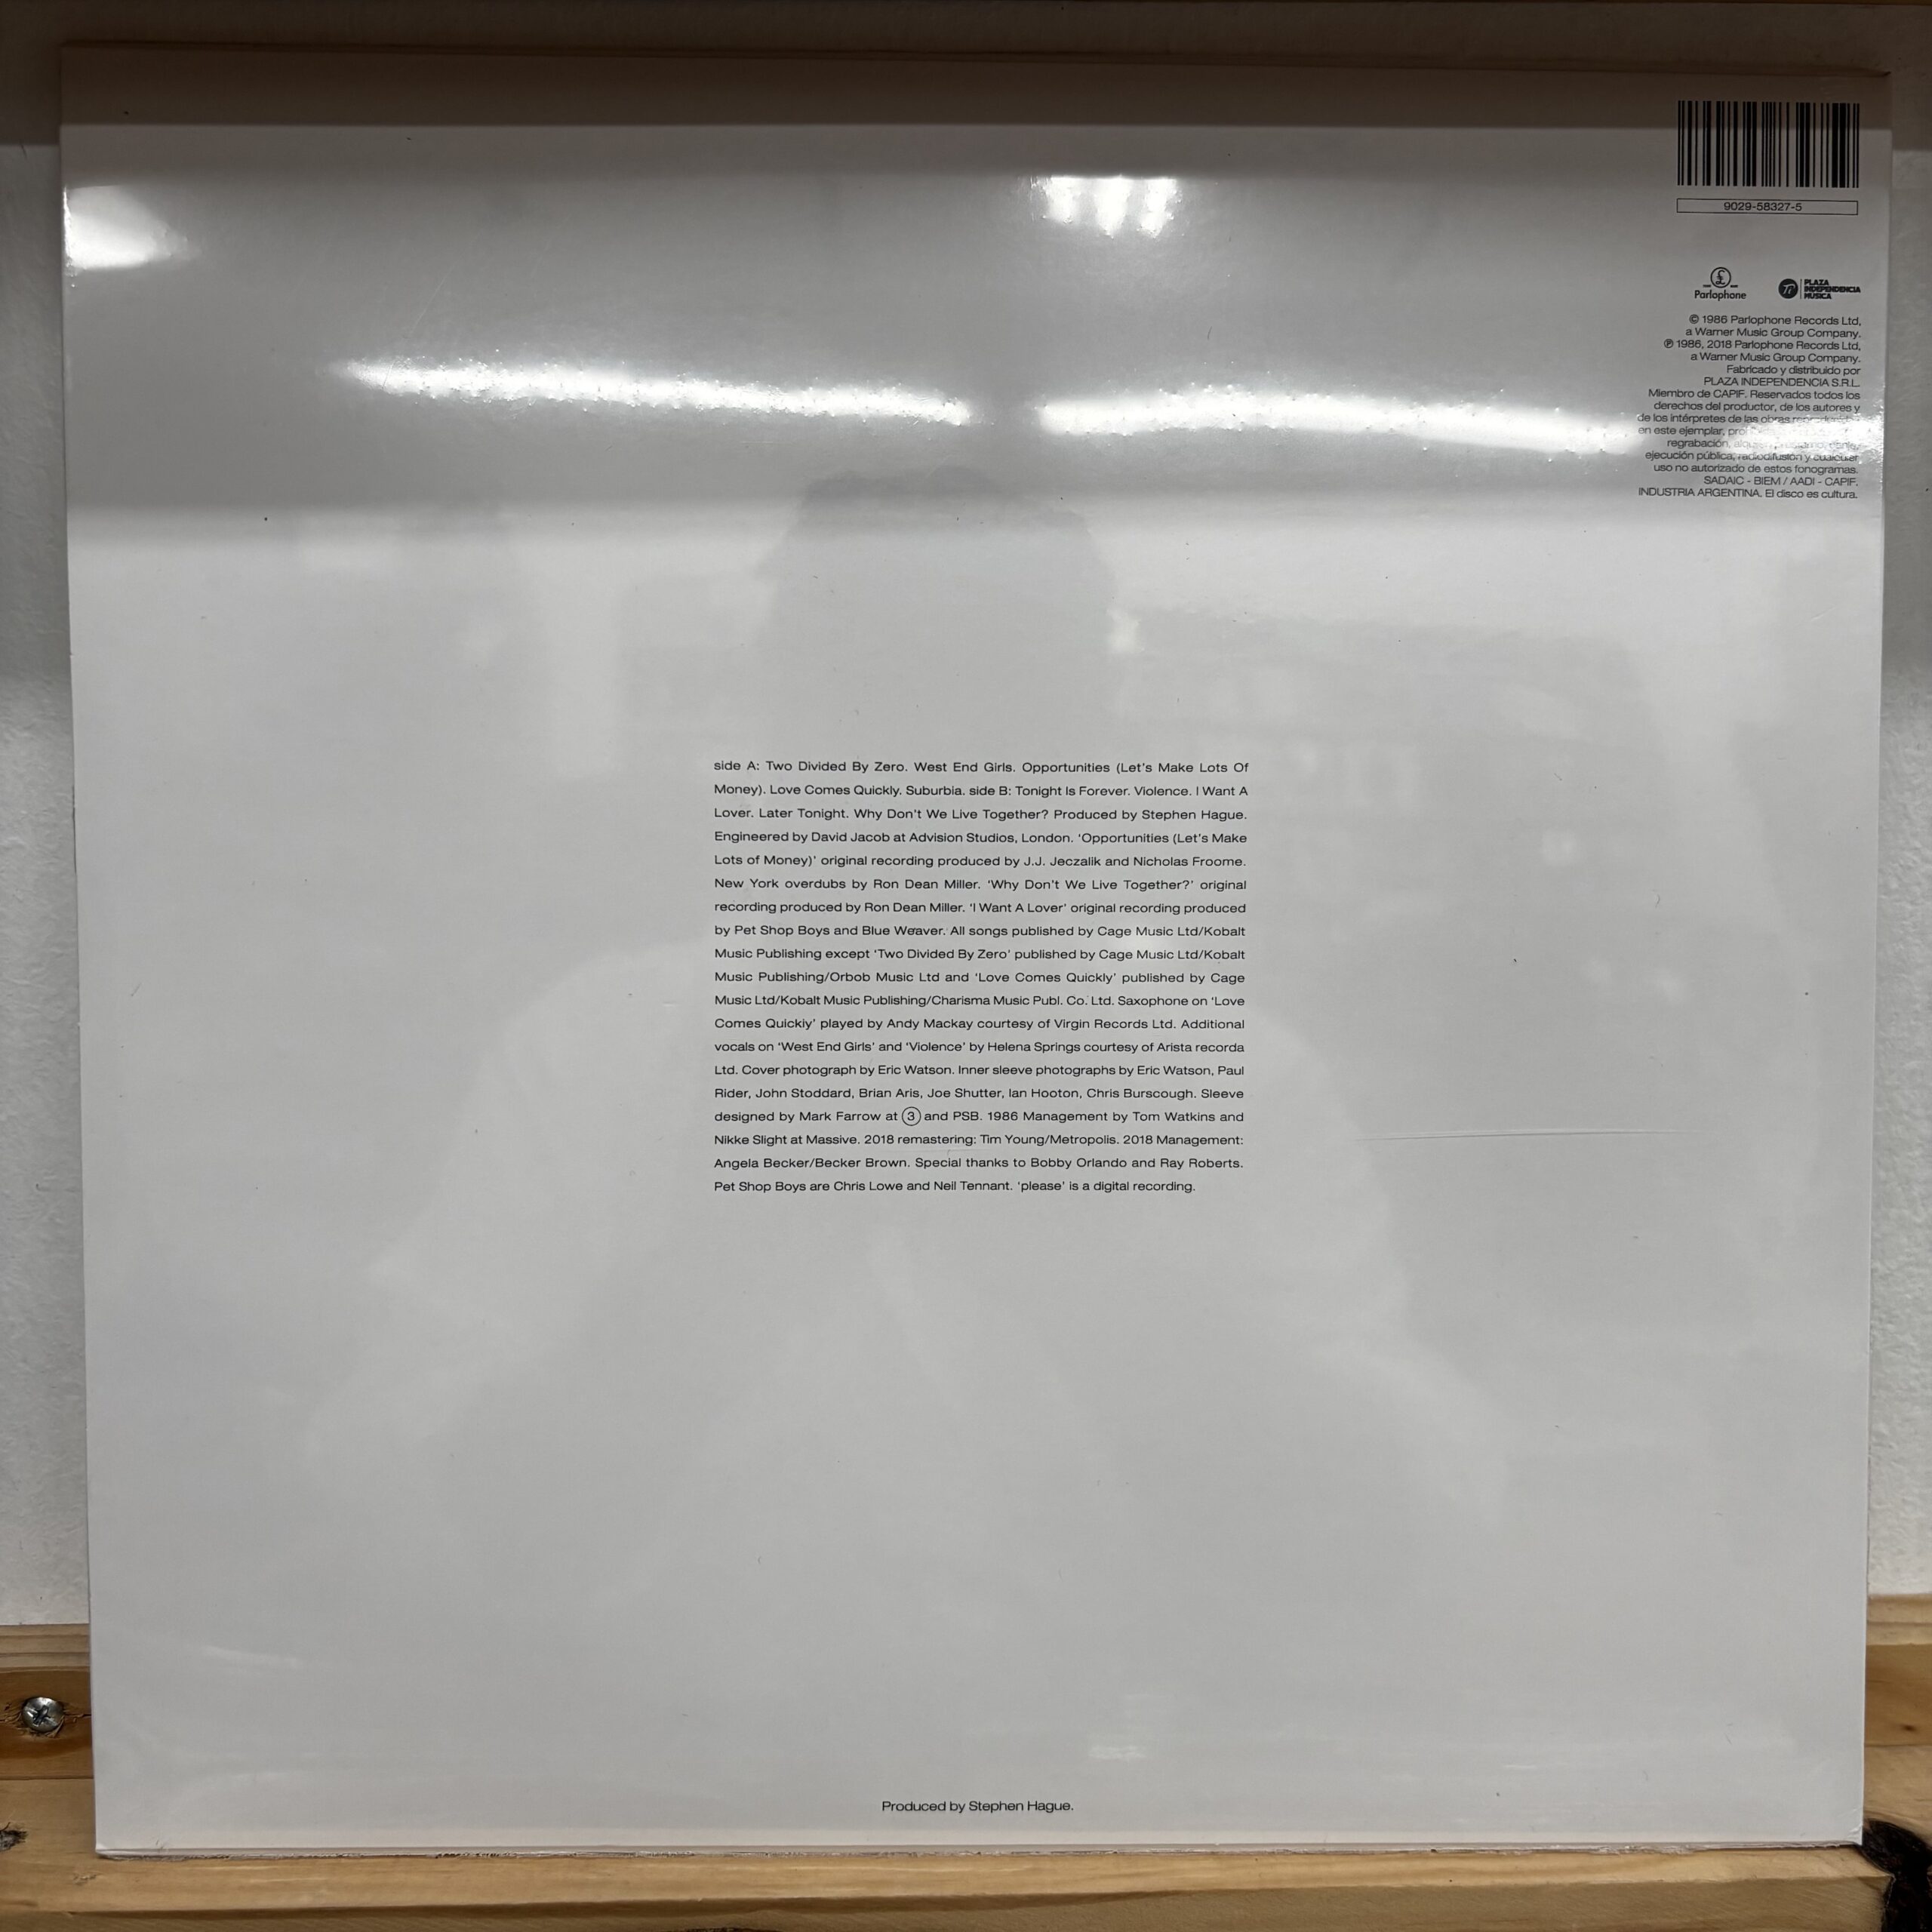 9029-58327-5
Parlophone
PLAZA
INDEPENDENCIA
MÚSICA
© 1986 Parlophone Records Ltd,
a Warner Music Group Company.
℗ 1986, 2018 Parlophone Records Ltd,
a Warner Music Group Company.
Fabricado y distribuido por
PLAZA INDEPENDENCIA S.R.L.
Miembro de CAPIF. Reservados todos los
derechos del productor, de los autores y
de los intérpretes de las obras
en este ejemplar,
regrabación,
ejecución pública, radiodifusión y cualquier
uso no autorizado de estos fonogramas.
SADAIC - BIEM / AADI - CAPIF.
INDUSTRIA ARGENTINA. El disco es cultura.
side A: Two Divided By Zero. West End Girls. Opportunities (Let's Make Lots Of
Money). Love Comes Quickly. Suburbia. side B: Tonight Is Forever. Violence. I Want A
Lover. Later Tonight. Why Don't We Live Together? Produced by Stephen Hague.
Engineered by David Jacob at Advision Studios, London. ‘Opportunities (Let's Make
Lots of Money)’ original recording produced by J.J. Jeczalik and Nicholas Froome.
New York overdubs by Ron Dean Miller. ‘Why Don't We Live Together?’ original
recording produced by Ron Dean Miller. ‘I Want A Lover’ original recording produced
by Pet Shop Boys and Blue Weaver. All songs published by Cage Music Ltd/Kobalt
Music Publishing except ‘Two Divided By Zero’ published by Cage Music Ltd/Kobalt
Music Publishing/Orbob Music Ltd and ‘Love Comes Quickly’ published by Cage
Music Ltd/Kobalt Music Publishing/Charisma Music Publ. Co. Ltd. Saxophone on ‘Love
Comes Quickiy’ played by Andy Mackay courtesy of Virgin Records Ltd. Additional
vocals on ‘West End Girls’ and ‘Violence’ by Helena Springs courtesy of Arista recorda
Ltd. Cover photograph by Eric Watson. Inner sleeve photographs by Eric Watson, Paul
Rider, John Stoddard, Brian Aris, Joe Shutter, Ian Hooton, Chris Burscough. Sleeve
designed by Mark Farrow at ③ and PSB. 1986 Management by Tom Watkins and
Nikke Slight at Massive. 2018 remastering: Tim Young/Metropolis. 2018 Management:
Angela Becker/Becker Brown. Special thanks to Bobby Orlando and Ray Roberts.
Pet Shop Boys are Chris Lowe and Neil Tennant. ‘please’ is a digital recording.
Produced by Stephen Hague.